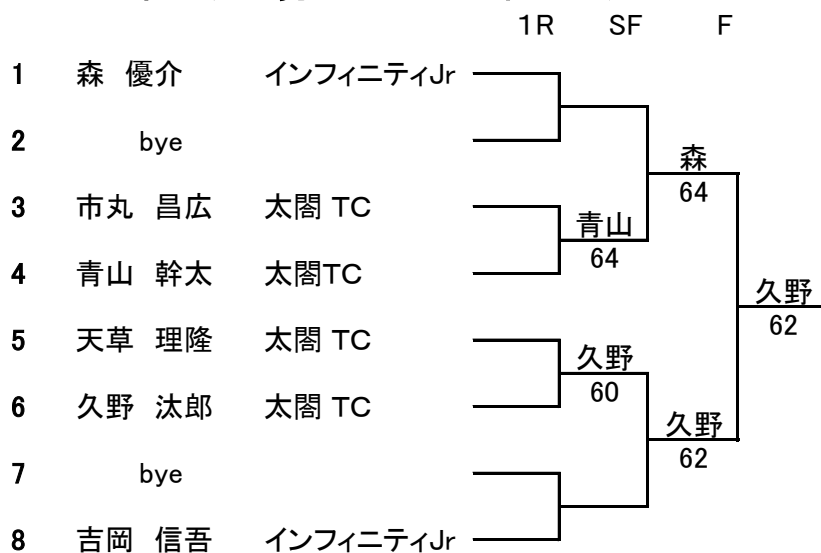 1R SF F
1 森 優介 インフィニティJr
2 bye
森
64
3 市丸 昌広 太閤 TC
青山
64
4 青山 幹太 太閤TC
久野
62
5 天草 理隆 太閤 TC
久野
60
6 久野 汰郎 太閤 TC
久野
62
7 bye
8 吉岡 信吾 インフィニティJr